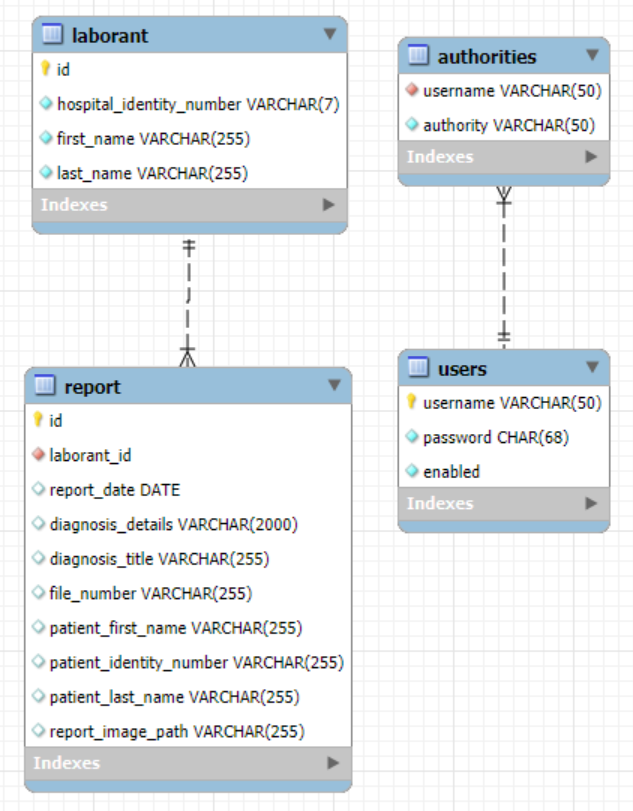 laborant
id
hospital_identity_number VARCHAR(7)
first_name VARCHAR(255)
last_name VARCHAR(255)
Indexes
authorities
username VARCHAR(50)
authority VARCHAR(50)
Indexes
report
id
laborant_id
report_date DATE
diagnosis_details VARCHAR(2000)
diagnosis_title VARCHAR(255)
file_number VARCHAR(255)
patient_first_name VARCHAR(255)
patient_identity_number VARCHAR(255)
patient_last_name VARCHAR(255)
report_image_path VARCHAR(255)
Indexes
users
username VARCHAR(50)
password CHAR(68)
enabled
Indexes